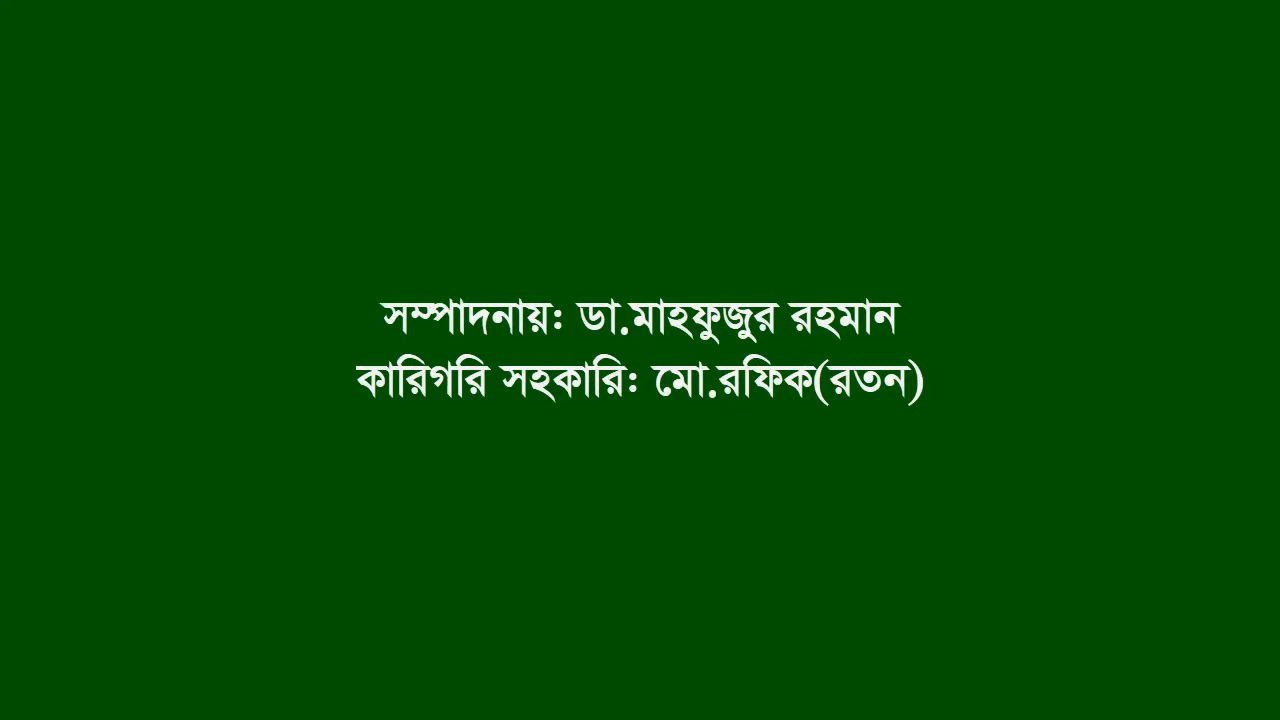 সম্পাদনায়: ডা.মাহফুজুর রহমান
কারিগরি সহকারি: মো.রফিক(রতন)